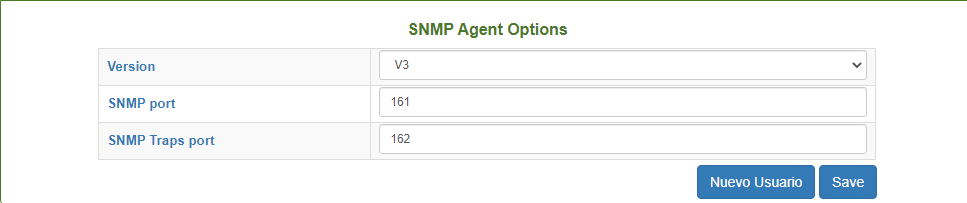 SNMP Agent Options
Version V3
SNMP port 161
SNMP Traps port 162
Nuevo Usuario Save